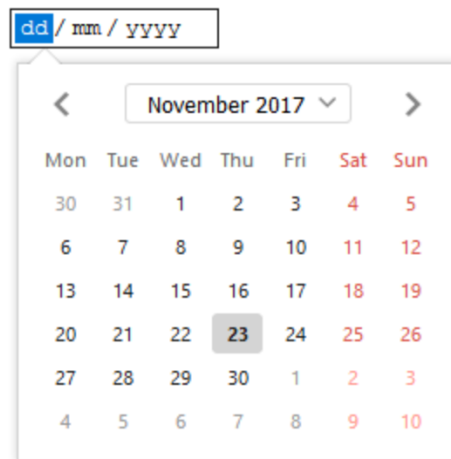 dd / mm / yyyy
November 2017
Mon Tue Wed Thu Fri Sat Sun
30 31 1 2 3 4 5
6 7 8 9 10 11 12
13 14 15 16 17 18 19
20 21 22 23 24 25 26
27 28 29 30 1 2 3
4 5 6 7 8 9 10